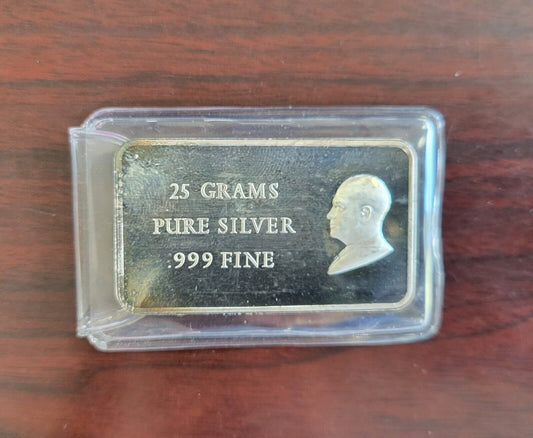 25 GRAMS
PURE SILVER
.999 FINE